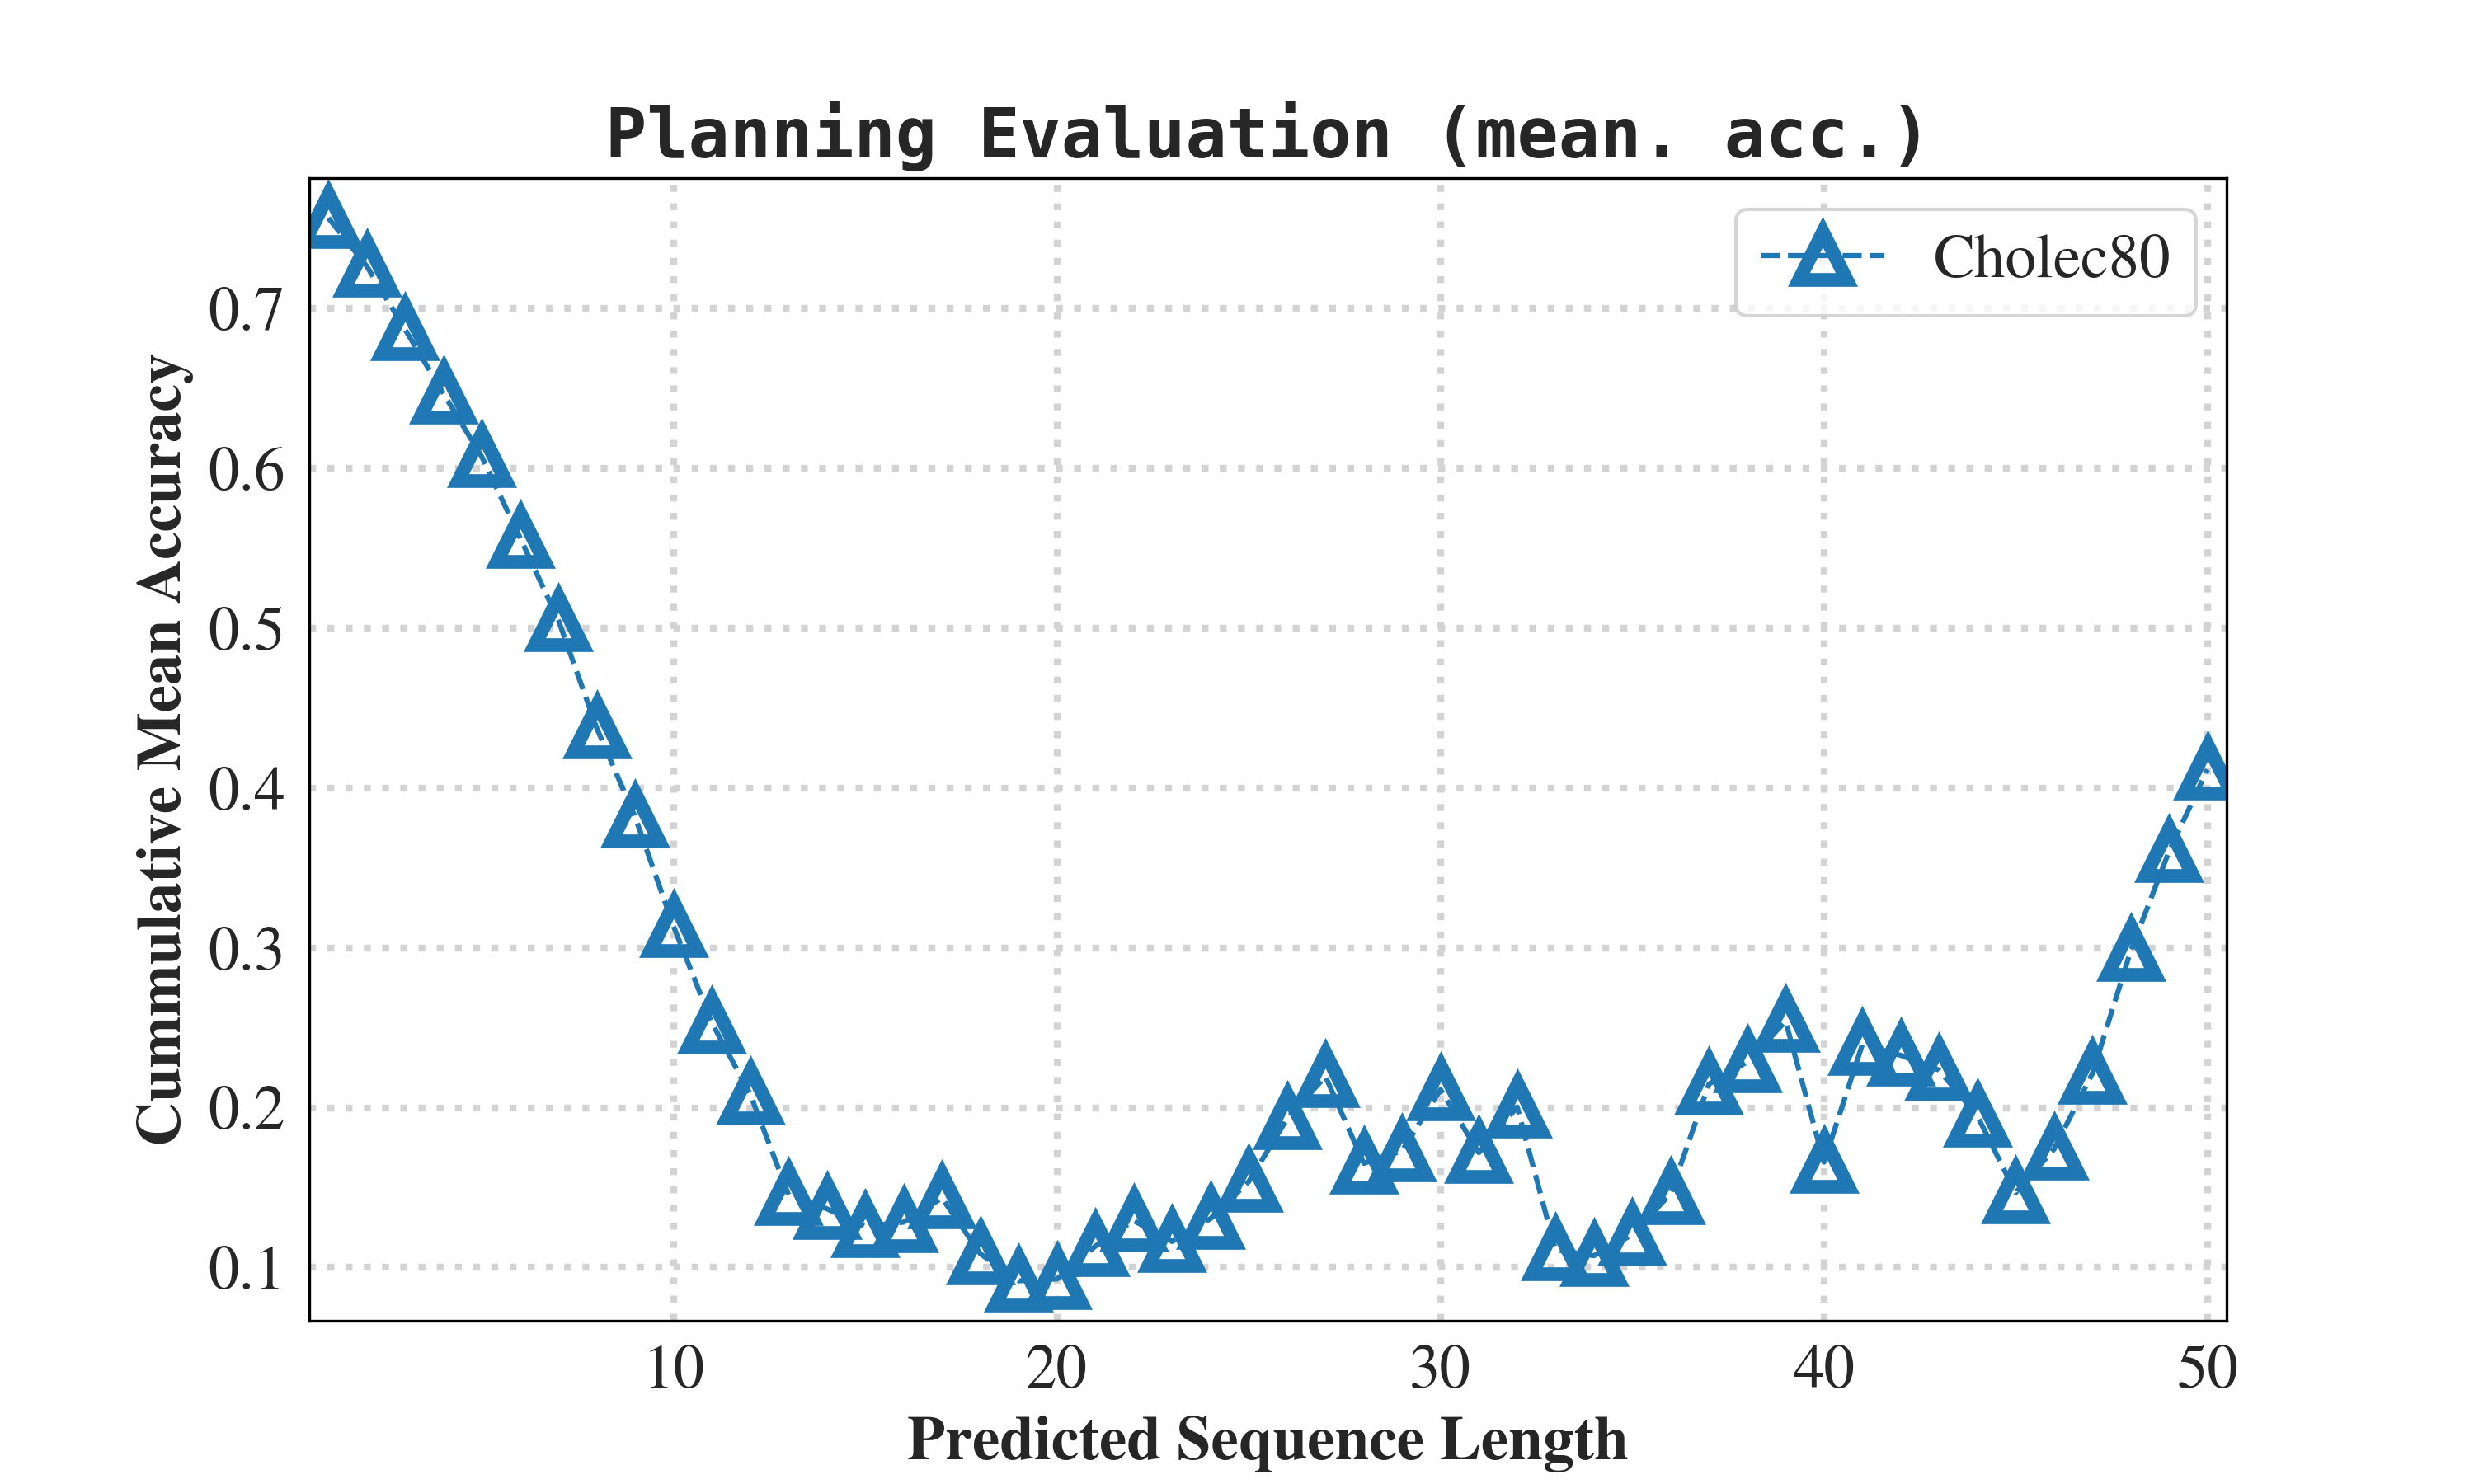 Planning Evaluation (mean. acc.)
Cholec80
Cummulative Mean Accuracy
0.7
0.6
0.5
0.4
0.3
0.2
0.1
10 20 30 40 50
Predicted Sequence Length